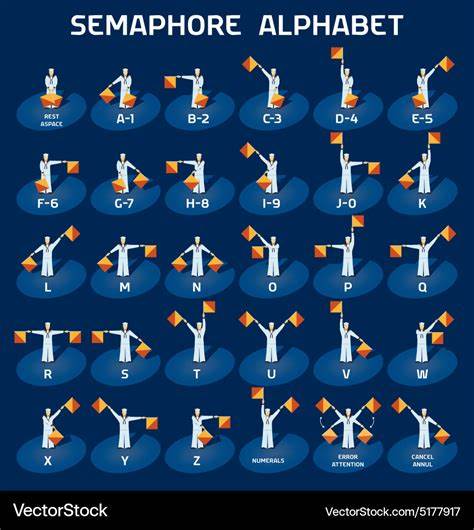 SEMAPHORE ALPHABET
REST
ASPACE
A-1
B-2
C-3
D-4
E-5
F-6
G-7
H-8
I-9
J-0
K
L
M
N
O
P
Q
R
S
T
U
V
W
X
Y
Z
NUMERALS
ERROR
ATTENTION
CANCEL
ANNUL
VectorStock®
VectorStock.com/5177917